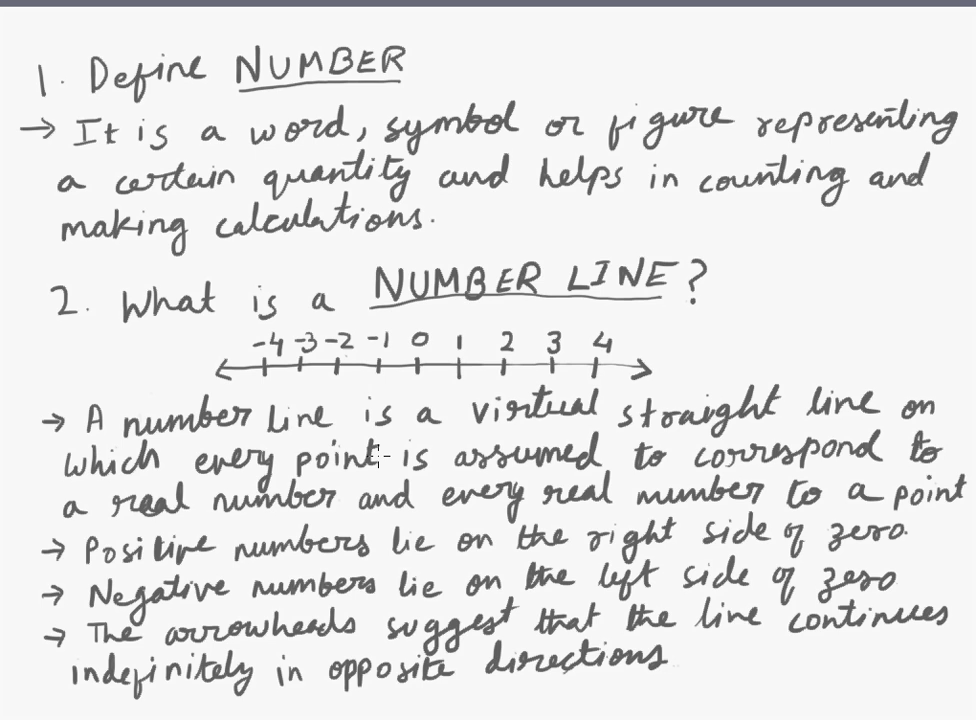 1. Define NUMBER
→ It is a word, symbol or figure representing
a certain quantity and helps in counting and
making calculations.
2. What is a NUMBER LINE?
-4 -3 -2 -1 0 1 2 3 4
→ A number line is a virtual straight line on
which every point is assumed to correspond to
a real number and every real number to a point
→ Positive numbers lie on the right side of zero.
→ Negative numbers lie on the left side of zero
→ The arrowheads suggest that the line continues
indefinitely in opposite directions.